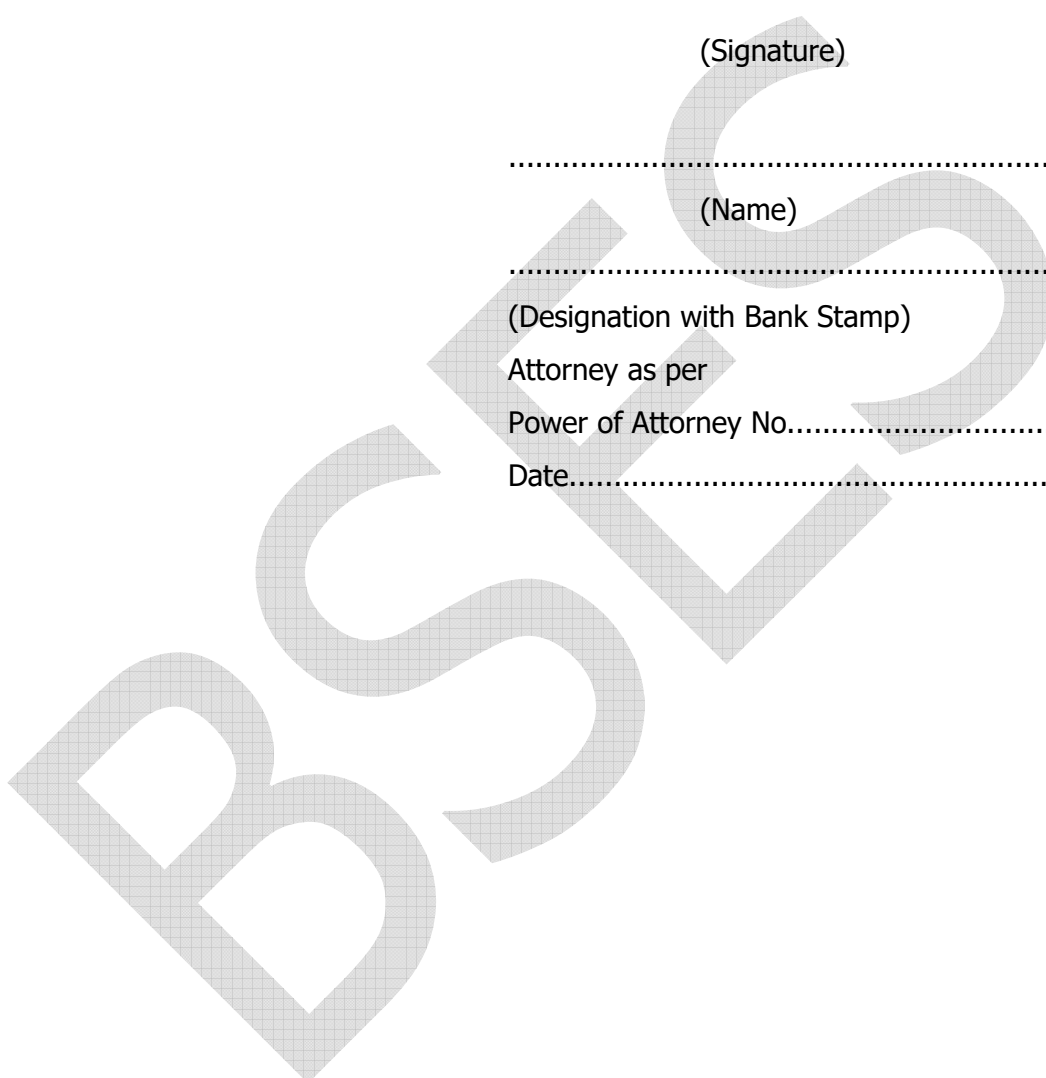 (Signature)
..............................................................
(Name)
..............................................................
(Designation with Bank Stamp)
Attorney as per
Power of Attorney No.............................
Date......................................................
BSES